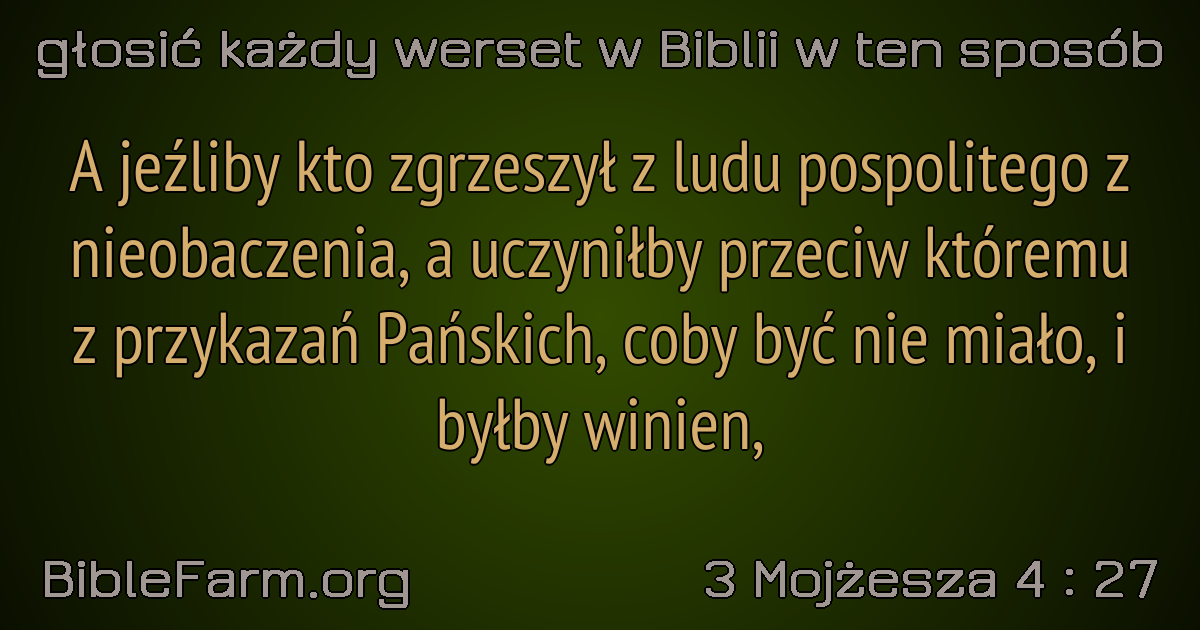 głosić każdy werset w Biblii w ten sposób
A jeźliby kto zgrzeszył z ludu pospolitego z
nieobaczenia, a uczyniłby przeciw któremu
z przykazań Pańskich, coby być nie miało, i
byłby winien,
BibleFarm.org
3 Mojżesza 4 : 27